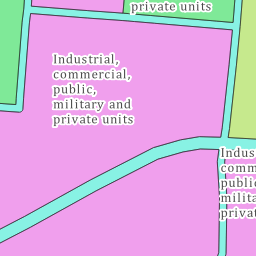 private units
Industrial,
commercial,
public,
military and
private units
Indus
comm
public
milita
privat